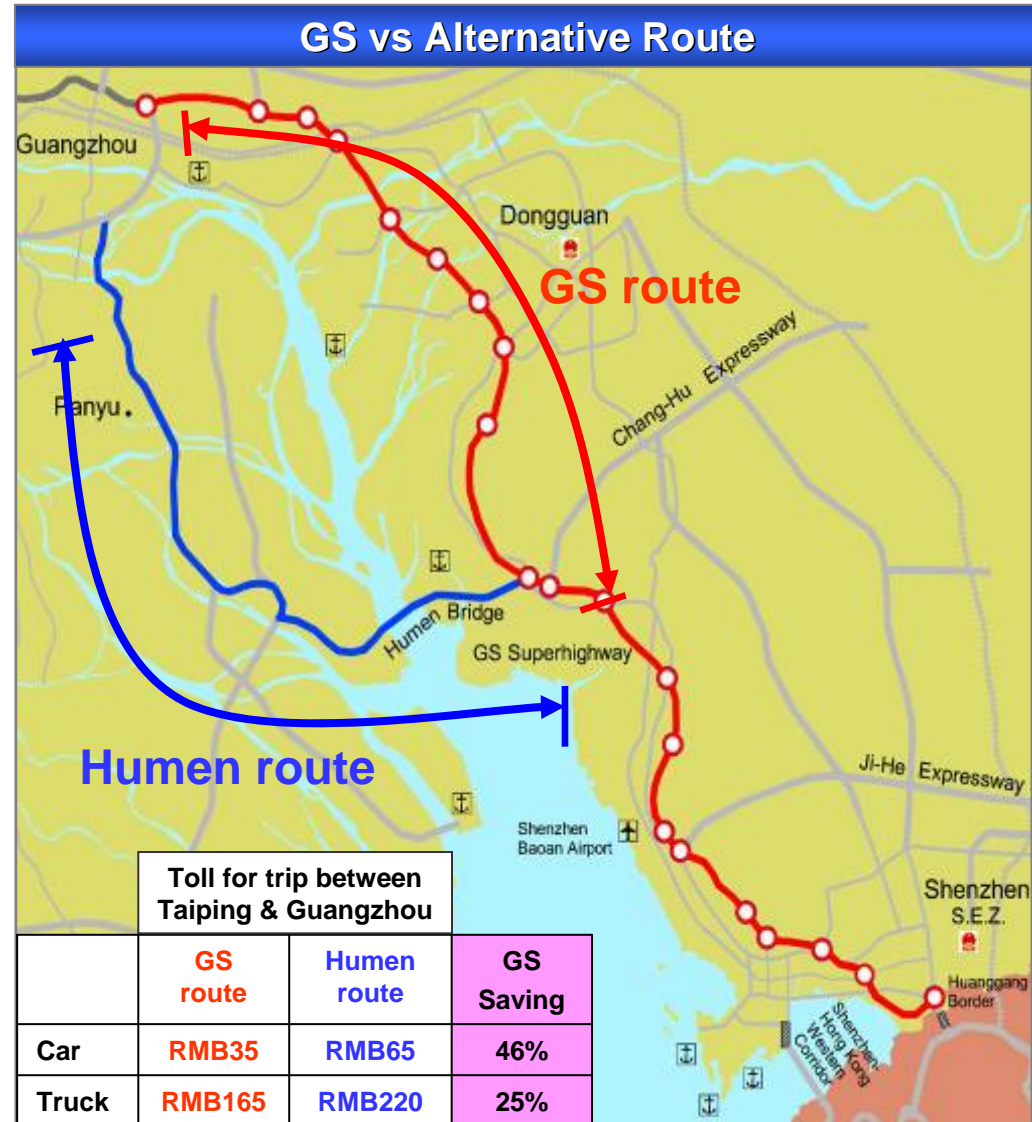 GS vs Alternative Route
Guangzhou
Dongguan
GS route
Chang-Hu Expressway
Panyu
Humen Bridge
GS Superhighway
Humen route
Ji-He Expressway
Shenzhen
Baoan Airport
Shenzhen
S.E.Z.
Huanggang
Border
Shenzhen-
Hong Kong
Western
Corridor
Toll for trip between
Taiping & Guangzhou
GS
route
Humen
route
GS
Saving
Car RMB35 RMB65 46%
Truck RMB165 RMB220 25%